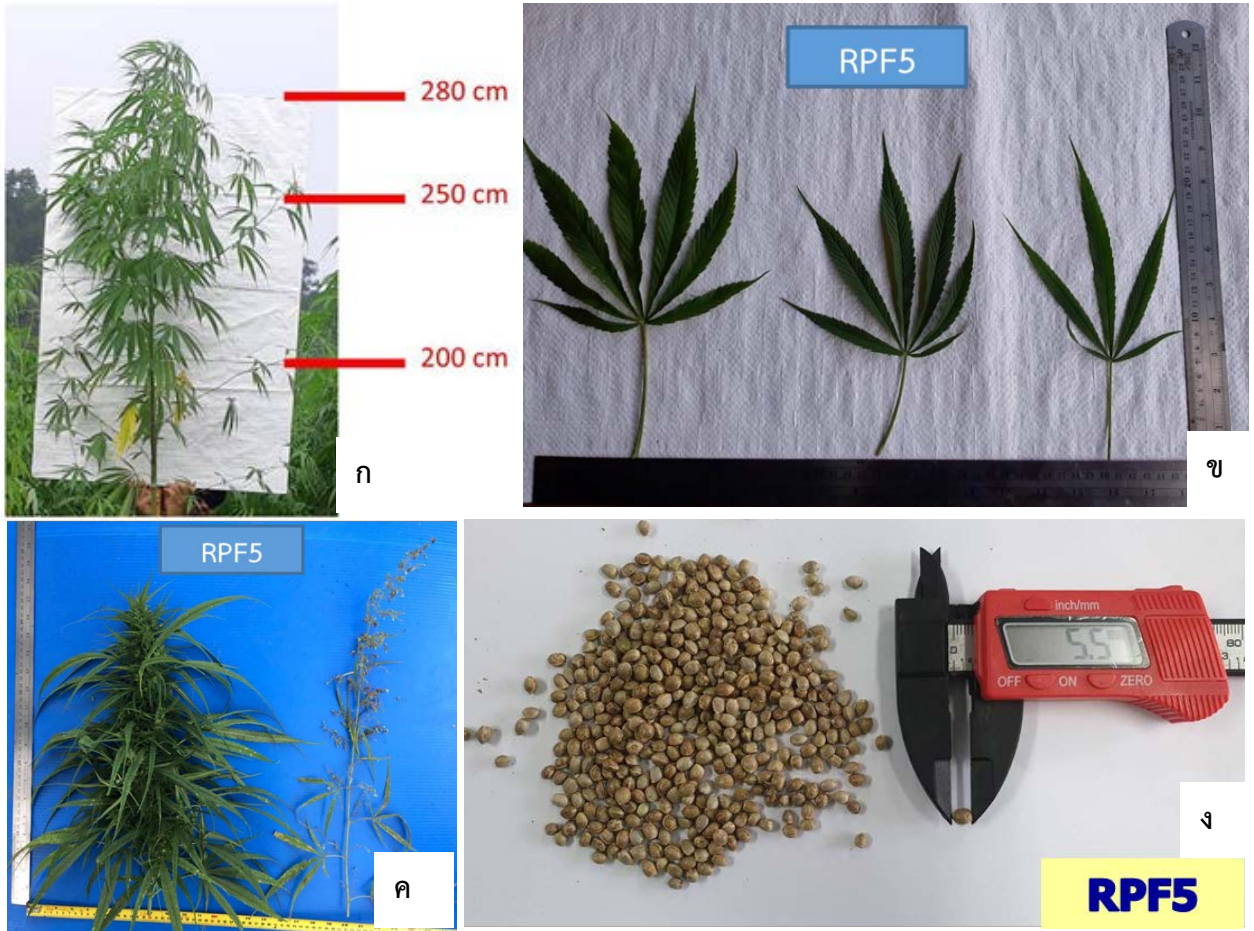 280 cm
250 cm
200 cm
ก
RPF5
ข
RPF5
ค
inch/mm
5.5
OFF ON ZERO
ง
RPF5